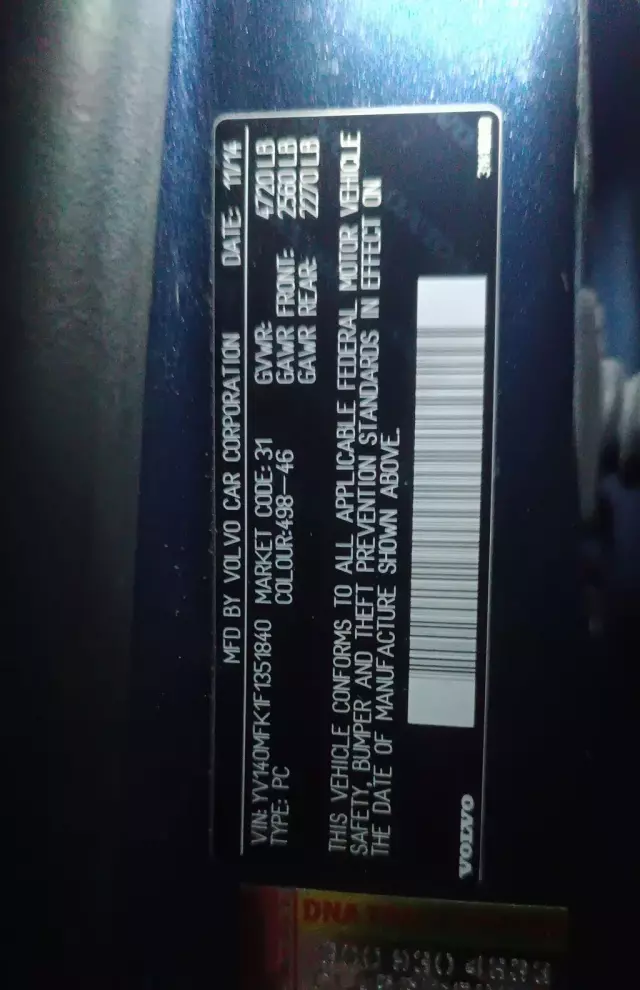 MFD BY VOLVO CAR CORPORATION DATE: 11/14
VIN: YV140MFK1F1351840 MARKET CODE: 31 GVWR: 4720LB
TYPE: PC COLOUR:498-46 GAWR FRONT: 2560LB
GAWR REAR: 2270LB
THIS VEHICLE CONFORMS TO ALL APPLICABLE FEDERAL MOTOR VEHICLE
SAFETY, BUMPER AND THEFT PREVENTION STANDARDS IN EFFECT ON
THE DATE OF MANUFACTURE SHOWN ABOVE.
VOLVO
DNA